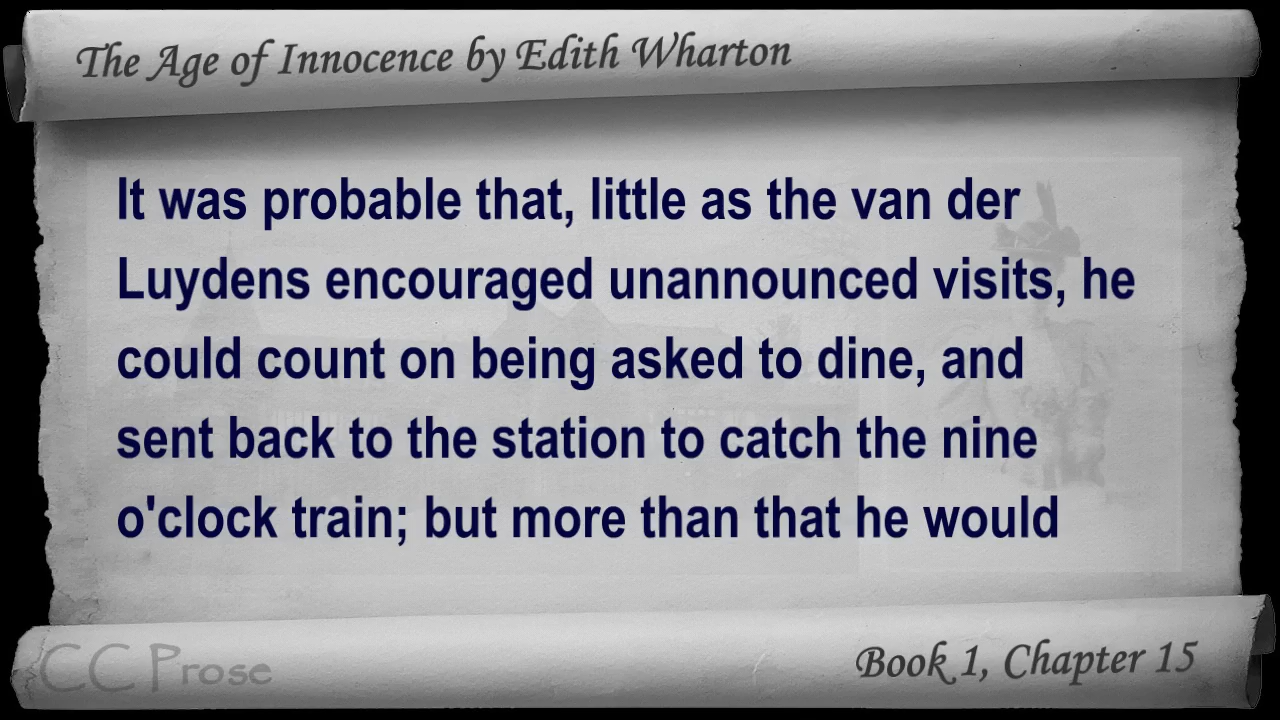 The Age of Innocence by Edith Wharton
It was probable that, little as the van der
Luydens encouraged unannounced visits, he
could count on being asked to dine, and
sent back to the station to catch the nine
o'clock train; but more than that he would
CC Prose
Book 1, Chapter 15